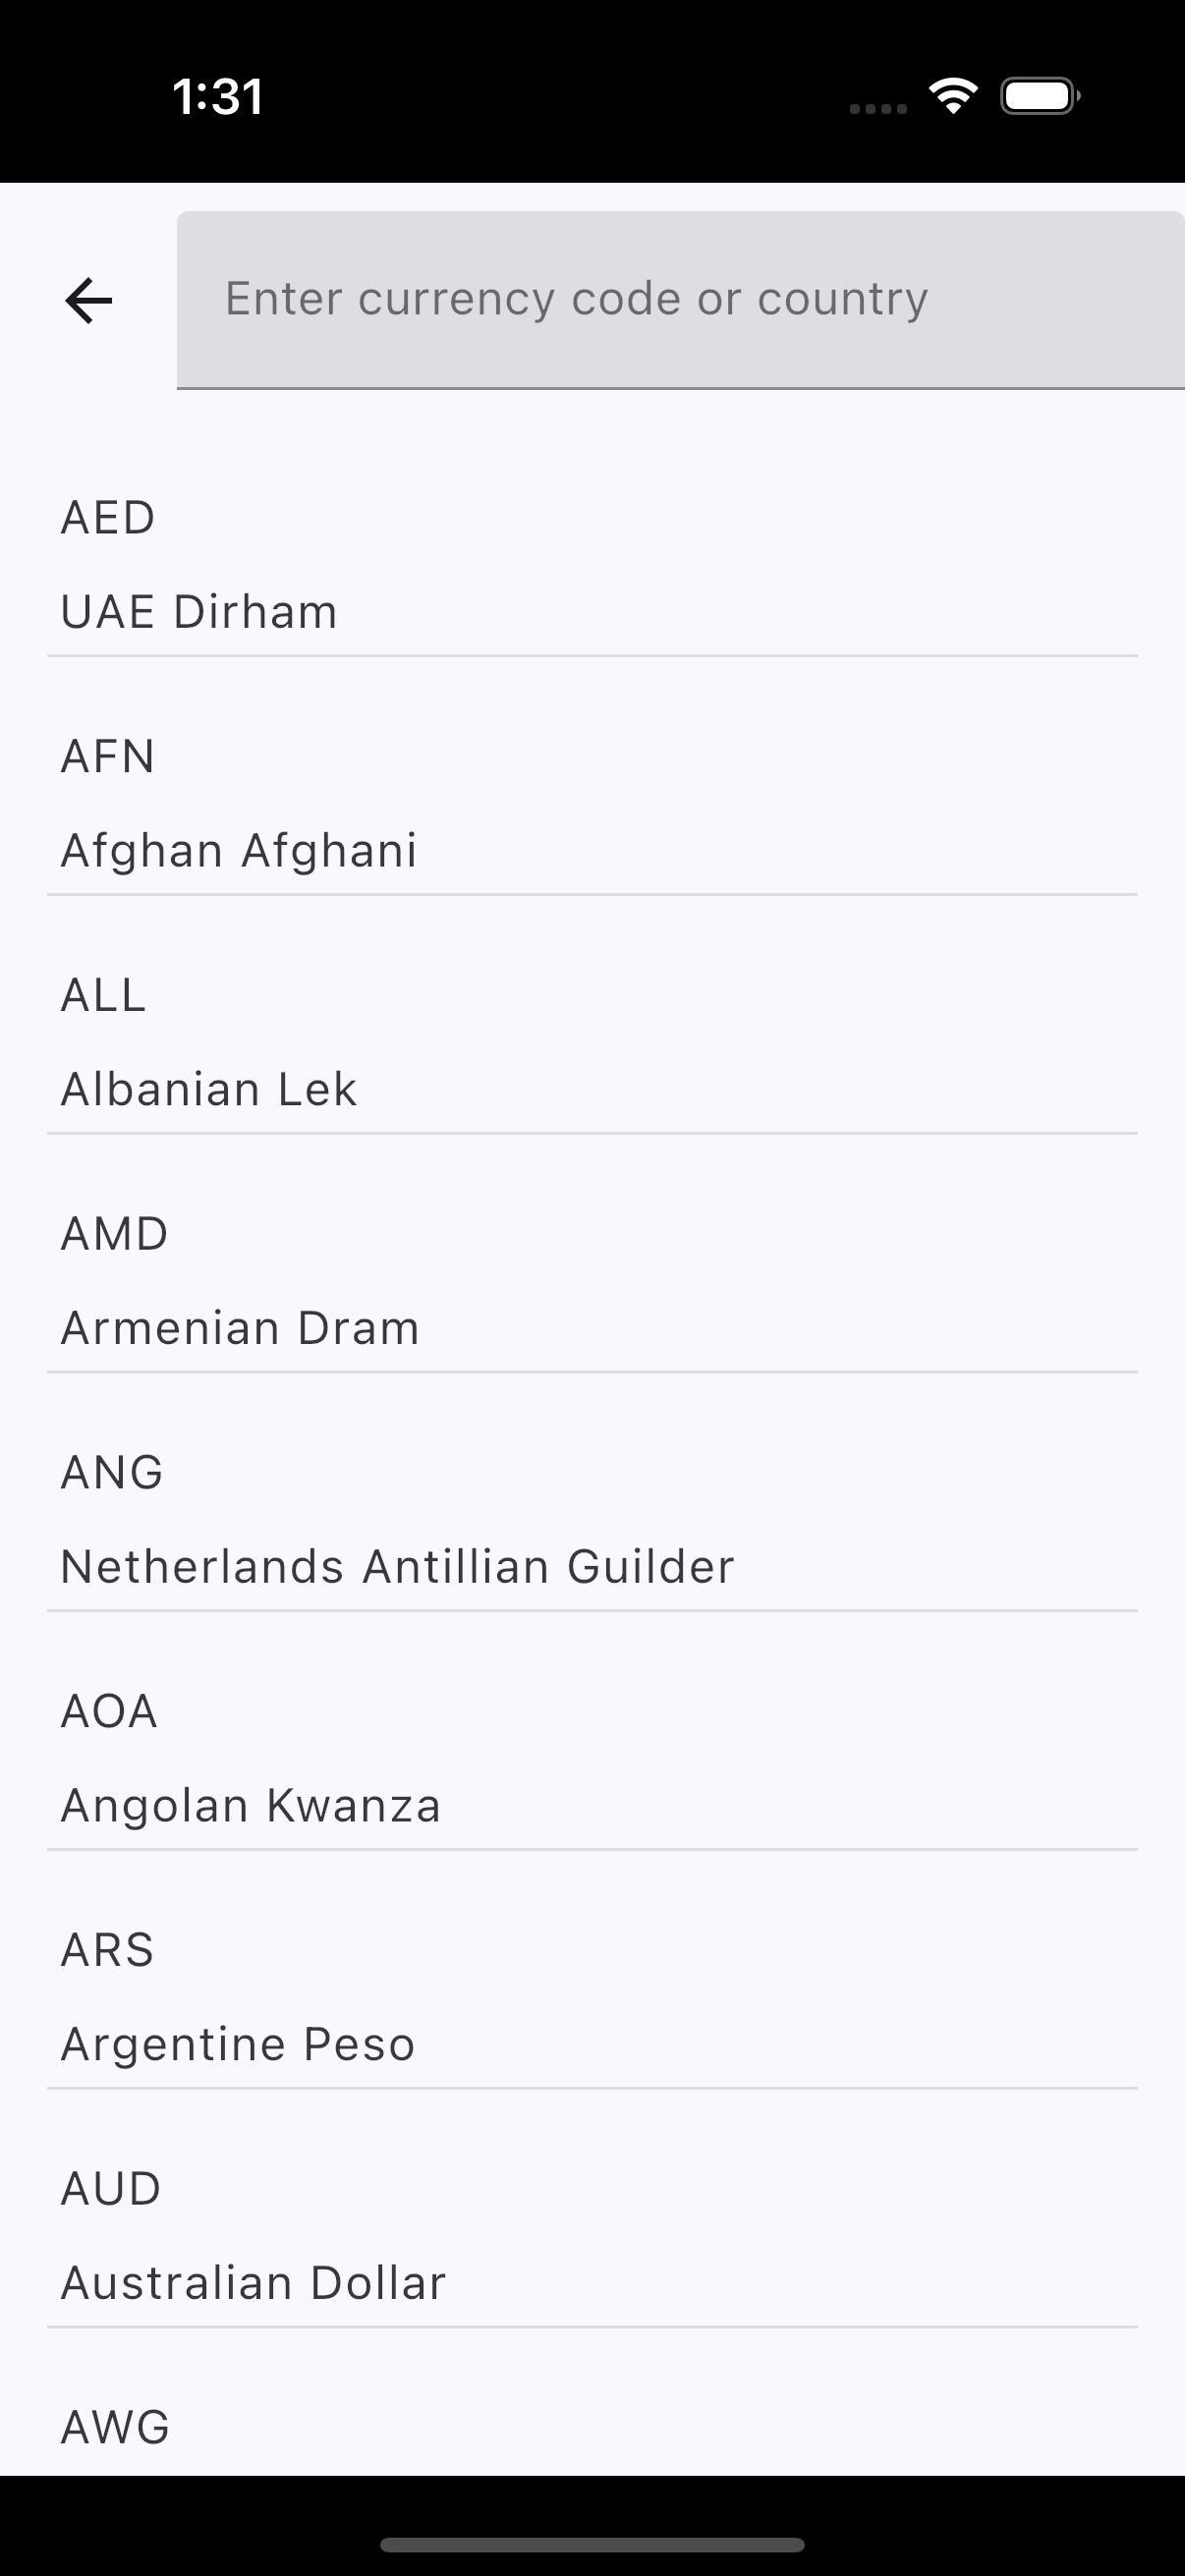 1:31
Enter currency code or country
AED
UAE Dirham
AFN
Afghan Afghani
ALL
Albanian Lek
AMD
Armenian Dram
ANG
Netherlands Antillian Guilder
AOA
Angolan Kwanza
ARS
Argentine Peso
AUD
Australian Dollar
AWG